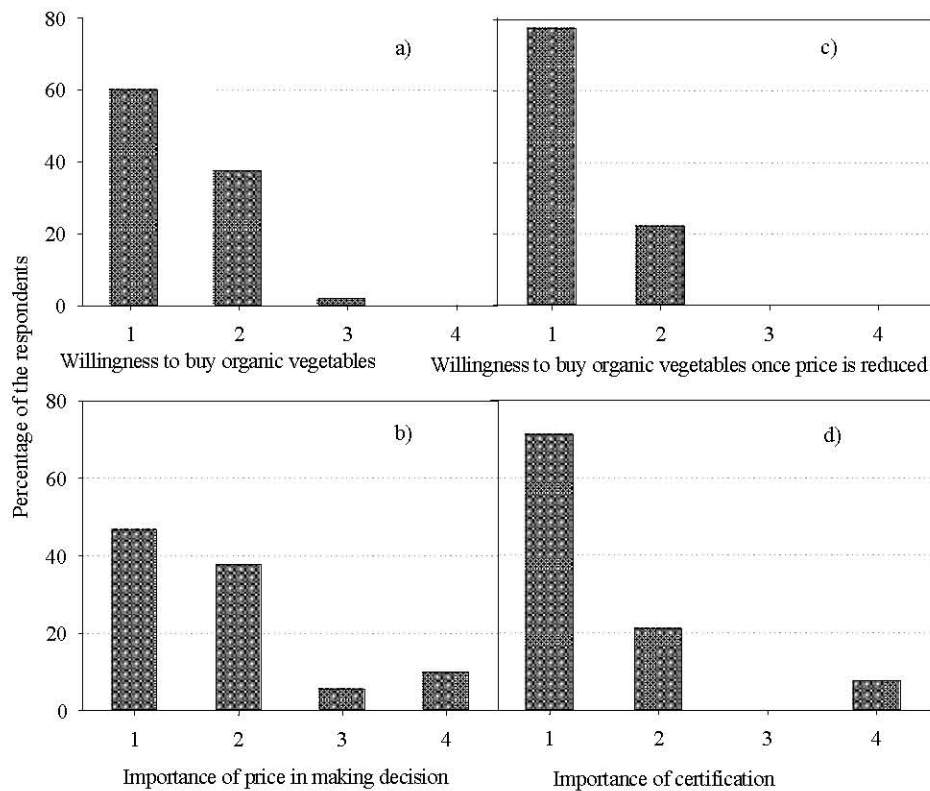 Percentage of the respondents
80
60
40
20
0
a)
1 2 3 4
Willingness to buy organic vegetables
c)
1 2 3 4
Willingness to buy organic vegetables once price is reduced
80
60
40
20
0
b)
1 2 3 4
Importance of price in making decision
d)
1 2 3 4
Importance of certification